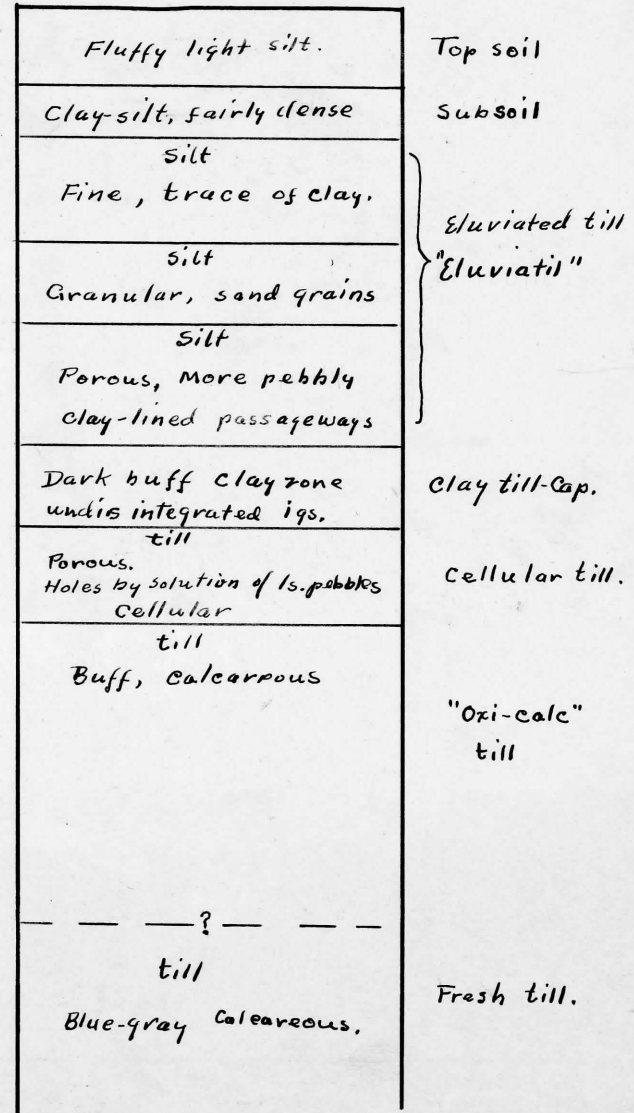 Fluffy light silt. Top soil
Clay-silt, fairly dense Subsoil
Silt
Fine, trace of clay.
Eluviated till
"Eluviatil"
Silt
Granular, sand grains
Silt
Porous, More pebbly
clay-lined passageways
Dark buff clay zone
undisintegrated igs.
Clay till-Cap.
till
Porous.
Holes by solution of ls. pebbles
Cellular
Cellular till.
till
Buff, calcareous
"Oxi-calc"
till
?
till
Blue-gray Calcareous.
Fresh till.